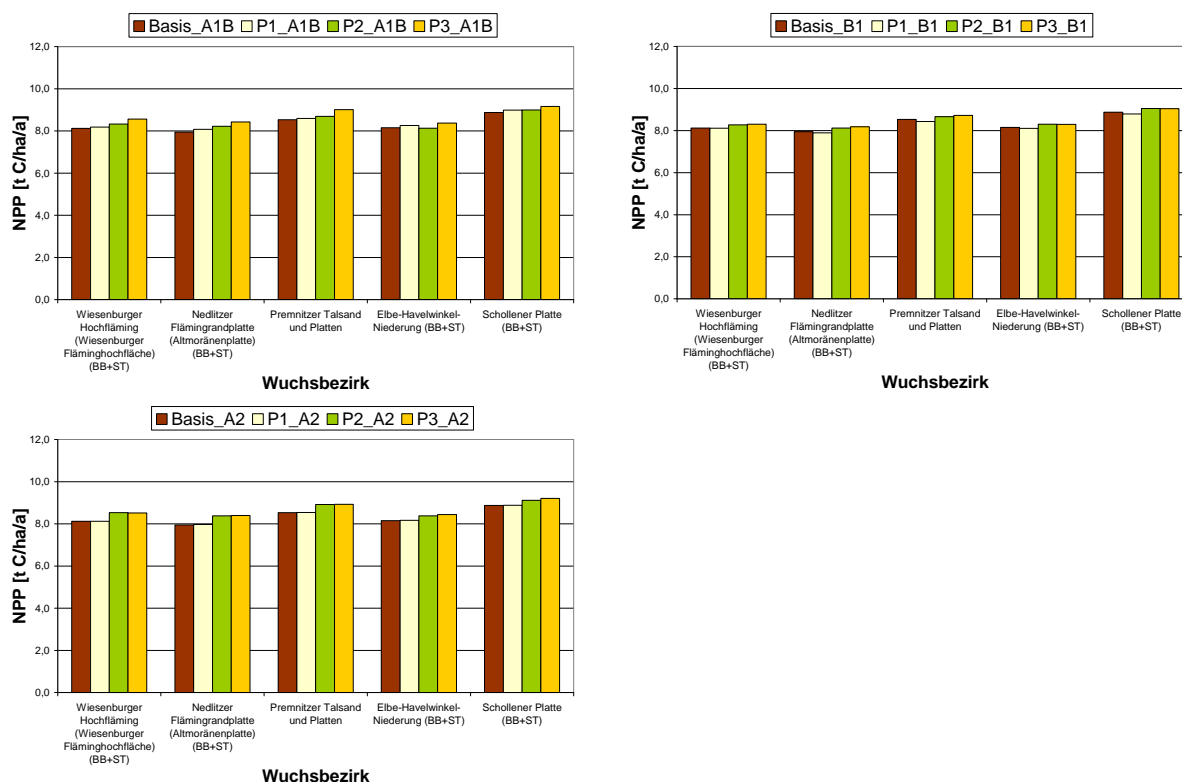 Basis_A1B P1_A1B P2_A1B P3_A1B
12,0
10,0
8,0
6,0
4,0
2,0
0,0
NPP [t C/ha/a]
Wiesenburger
Hochfläming
(Wiesenburger
Fläminghochfläche)
(BB+ST)
Nedlitzer
Flämingrandplatte
(Altmoränenplatte)
(BB+ST)
Premnitzer Talsand
und Platten
Elbe-Havelwinkel-
Niederung (BB+ST)
Schollener Platte
(BB+ST)
Wuchsbezirk
Basis_B1 P1_B1 P2_B1 P3_B1
12,0
10,0
8,0
6,0
4,0
2,0
0,0
NPP [t C/ha/a]
Wiesenburger
Hochfläming
(Wiesenburger
Fläminghochfläche)
(BB+ST)
Nedlitzer
Flämingrandplatte
(Altmoränenplatte)
(BB+ST)
Premnitzer Talsand
und Platten
Elbe-Havelwinkel-
Niederung (BB+ST)
Schollener Platte
(BB+ST)
Wuchsbezirk
Basis_A2 P1_A2 P2_A2 P3_A2
12,0
10,0
8,0
6,0
4,0
2,0
0,0
NPP [t C/ha/a]
Wiesenburger
Hochfläming
(Wiesenburger
Fläminghochfläche)
(BB+ST)
Nedlitzer
Flämingrandplatte
(Altmoränenplatte)
(BB+ST)
Premnitzer Talsand
und Platten
Elbe-Havelwinkel-
Niederung (BB+ST)
Schollener Platte
(BB+ST)
Wuchsbezirk